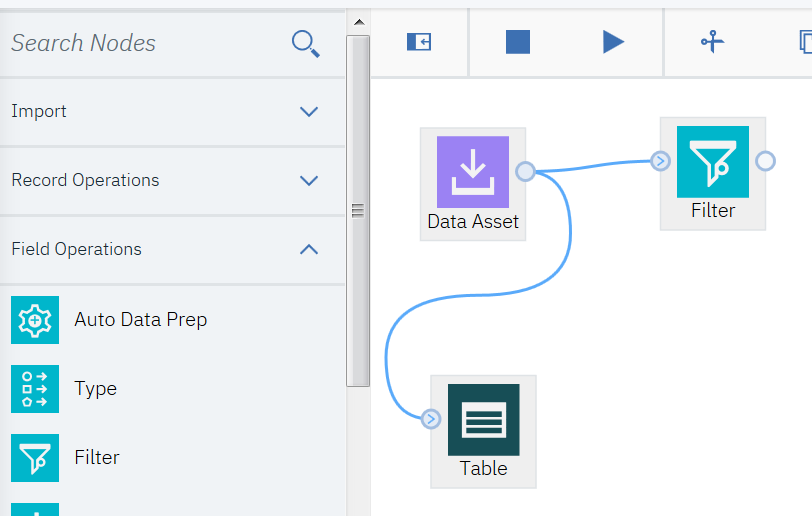 Search Nodes
Import
Record Operations
Field Operations
Auto Data Prep
Type
Filter
Data Asset
Filter
Table